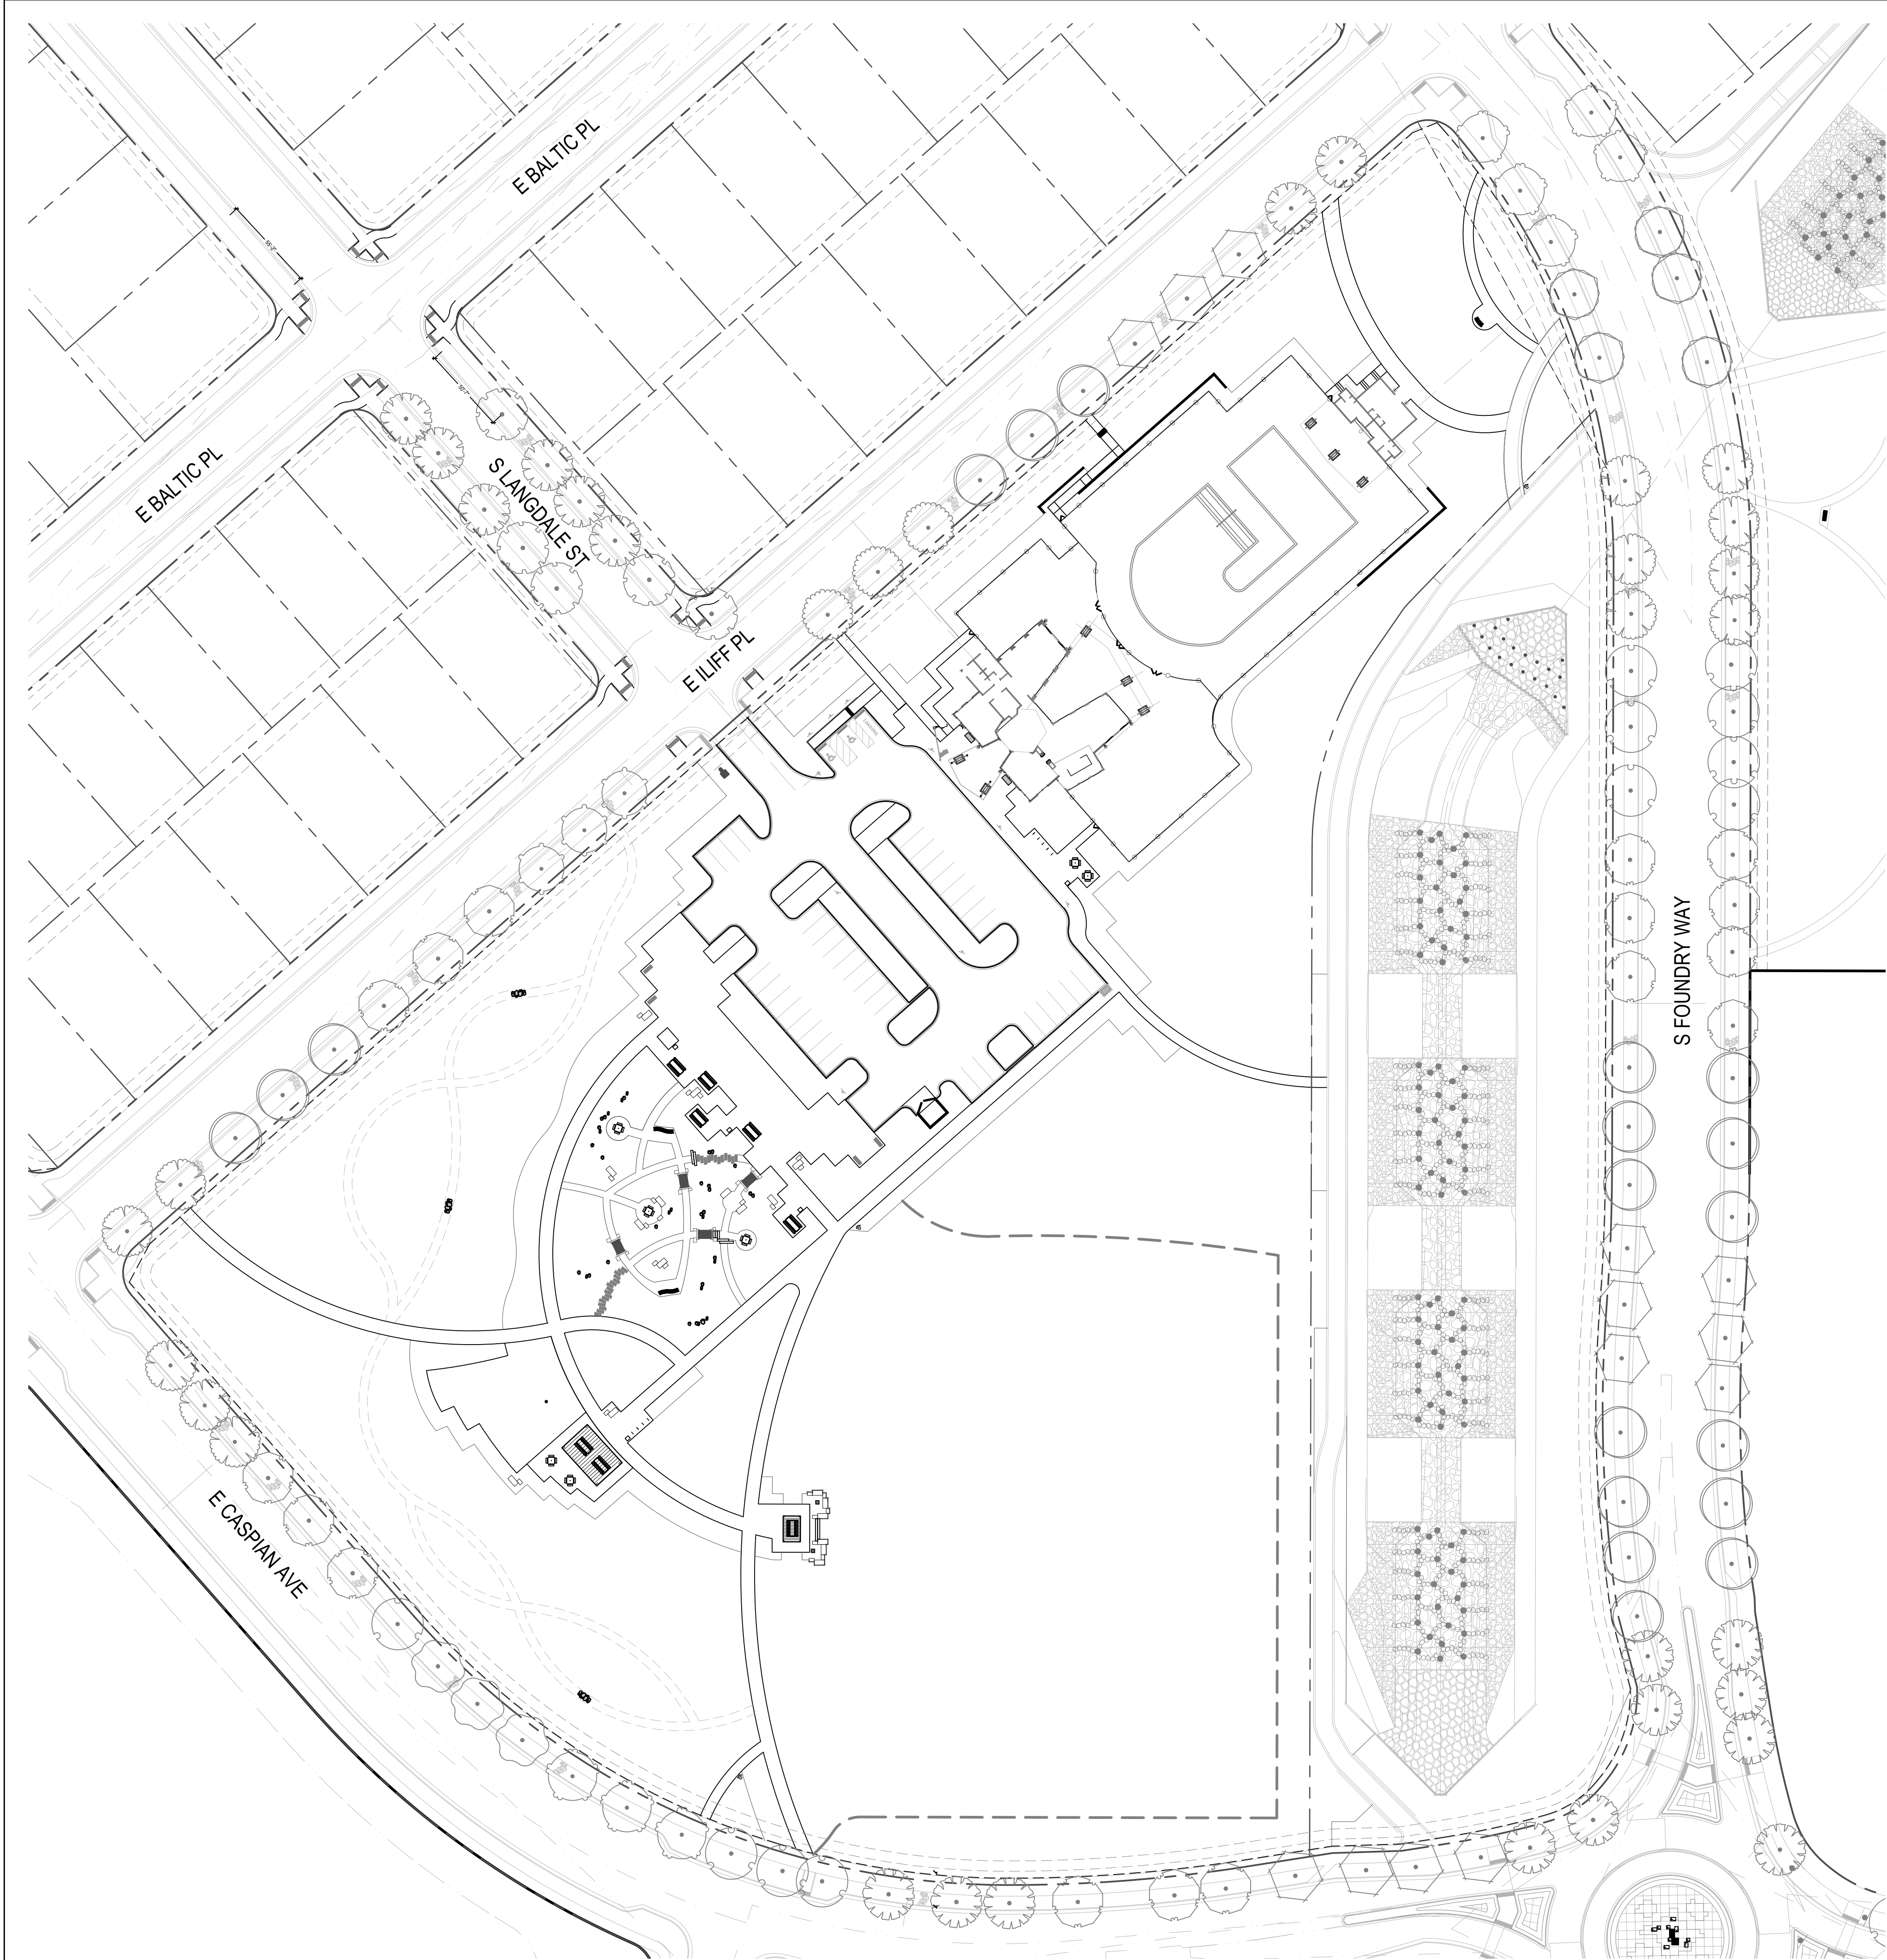 E BALTIC PL
E BALTIC PL
S LANGDALE ST
E ILIFF PL
S FOUNDRY WAY
E CASPIAN AVE